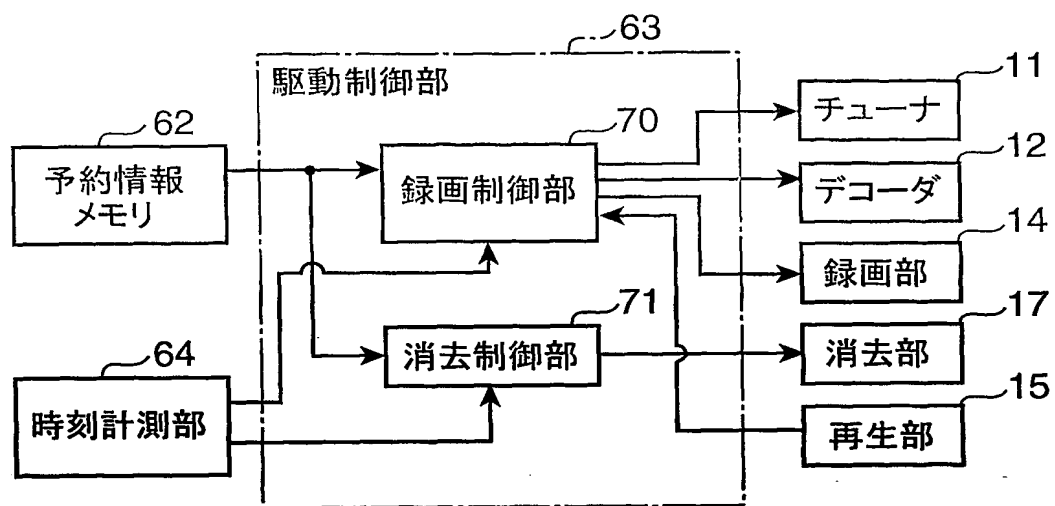 63
駆動制御部
62
予約情報
メモリ
70
録画制御部
11
チューナ
12
デコーダ
14
録画部
64
時刻計測部
71
消去制御部
17
消去部
15
再生部